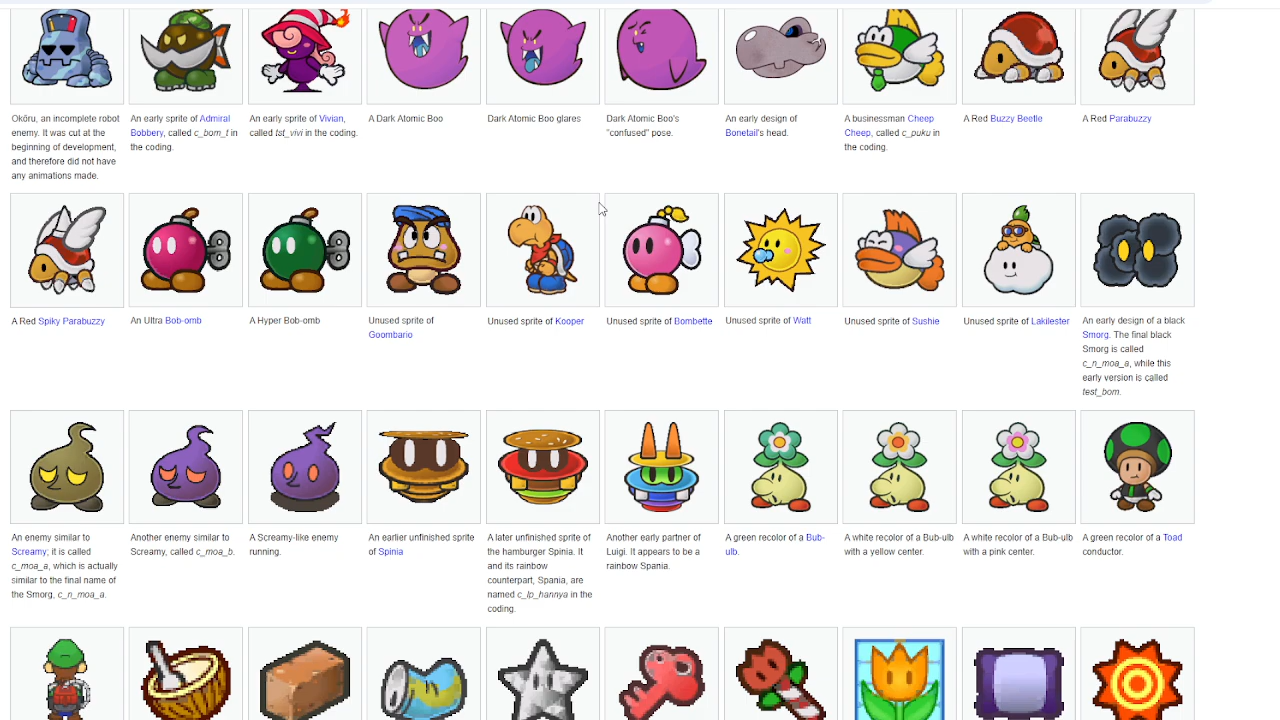 Okōru, an incomplete robot
enemy. It was cut at the
beginning of development,
and therefore did not have
any animations made.
An early sprite of Admiral
Bobbery, called c_bom_t in
the coding.
An early sprite of Vivian,
called tst_vivi in the coding.
A Dark Atomic Boo
Dark Atomic Boo glares
Dark Atomic Boo's
"confused" pose.
An early design of
Bonetail's head.
A businessman Cheep
Cheep, called c_puku in
the coding.
A Red Buzzy Beetle
A Red Parabuzzy
A Red Spiky Parabuzzy
An Ultra Bob-omb
A Hyper Bob-omb
Unused sprite of
Goombario
Unused sprite of Kooper
Unused sprite of Bombette
Unused sprite of Watt
Unused sprite of Sushie
Unused sprite of Lakilester
An early design of a black
Smorg. The final black
Smorg is called
c_n_moa_a, while this
early version is called
test_bom.
An enemy similar to
Screamy; it is called
c_moa_a, which is actually
similar to the final name of
the Smorg, c_n_moa_a.
Another enemy similar to
Screamy, called c_moa_b.
A Screamy-like enemy
running.
An earlier unfinished sprite
of Spinia
A later unfinished sprite of
the hamburger Spinia. It
and its rainbow
counterpart, Spania, are
named c_lp_hannya in the
coding.
Another early partner of
Luigi. It appears to be a
rainbow Spania.
A green recolor of a Bub-
ulb.
A white recolor of a Bub-ulb
with a yellow center.
A white recolor of a Bub-ulb
with a pink center.
A green recolor of a Toad
conductor.